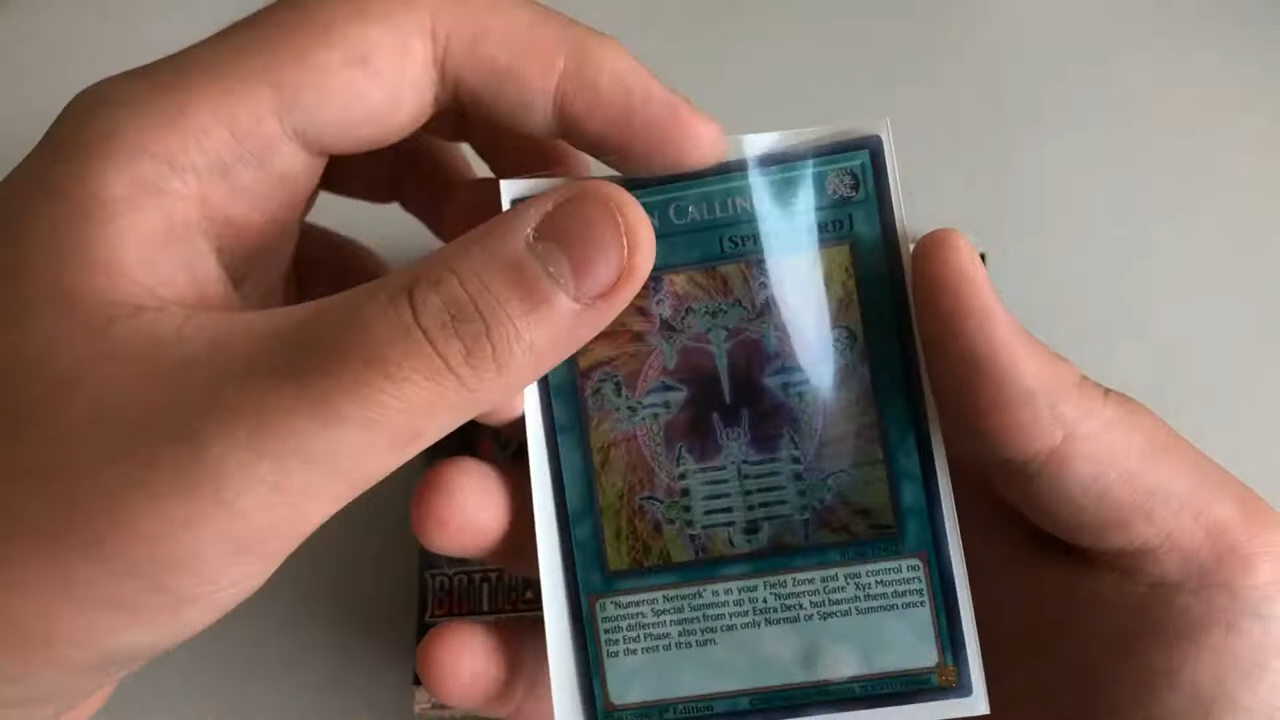 N CALLING
[SPE RD]
If "Numeron Network" is in your Field Zone and you control no
monsters: Special Summon up to 4 "Numeron Gate" Xyz Monsters
with different names from your Extra Deck, but banish them during
the End Phase, also you can only Normal or Special Summon once
for the rest of this turn.
1st Edition
BATTLE